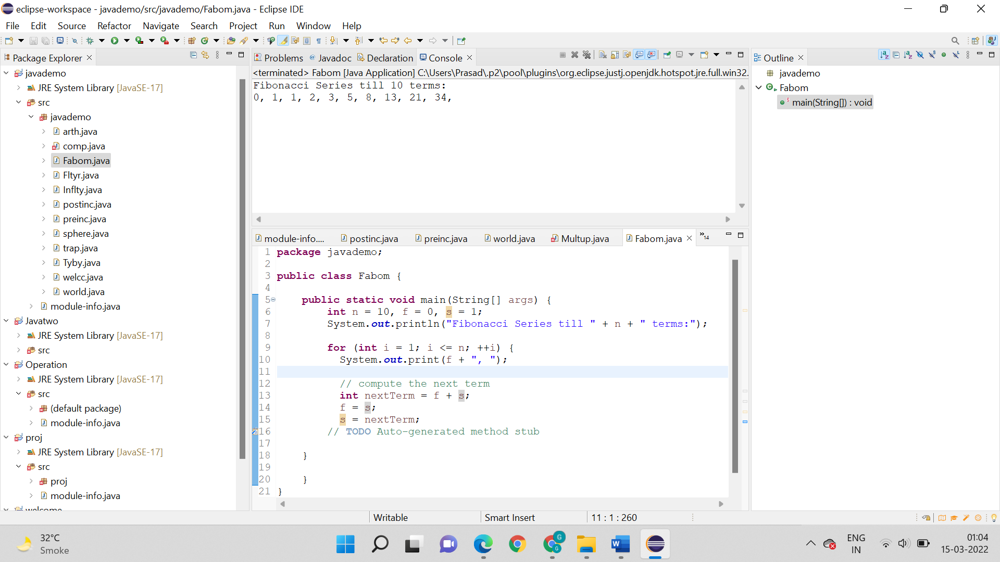 eclipse-workspace - javademo/src/javademo/Fabom.java - Eclipse IDE
File Edit Source Refactor Navigate Search Project Run Window Help
Package Explorer
javademo
JRE System Library [JavaSE-17]
src
javademo
arth.java
comp.java
Fabom.java
Fltyr.java
Inflty.java
postinc.java
preinc.java
sphere.java
trap.java
Tyby.java
welcc.java
world.java
module-info.java
Javatwo
JRE System Library [JavaSE-17]
src
Operation
JRE System Library [JavaSE-17]
src
(default package)
module-info.java
proj
JRE System Library [JavaSE-17]
src
proj
module-info.java
welcome
Problems @ Javadoc Declaration Console
<terminated> Fabom [Java Application] C:\Users\Prasad\.p2\pool\plugins\org.eclipse.justj.openjdk.hotspot.jre.full.win32.
Fibonacci Series till 10 terms:
0, 1, 1, 2, 3, 5, 8, 13, 21, 34,
module-info.... postinc.java preinc.java world.java Multup.java Fabom.java »14
1 package javademo;
2
3 public class Fabom {
4
5 public static void main(String[] args) {
6 int n = 10, f = 0, s = 1;
7 System.out.println("Fibonacci Series till " + n + " terms:");
8
9 for (int i = 1; i <= n; ++i) {
10 System.out.print(f + ", ");
11
12 // compute the next term
13 int nextTerm = f + s;
14 f = s;
15 s = nextTerm;
16 // TODO Auto-generated method stub
17
18 }
19
20 }
21 }
Outline
javademo
Fabom
main(String[]) : void
Writable Smart Insert 11 : 1 : 260
32°C
Smoke
ENG
IN
01:04
15-03-2022